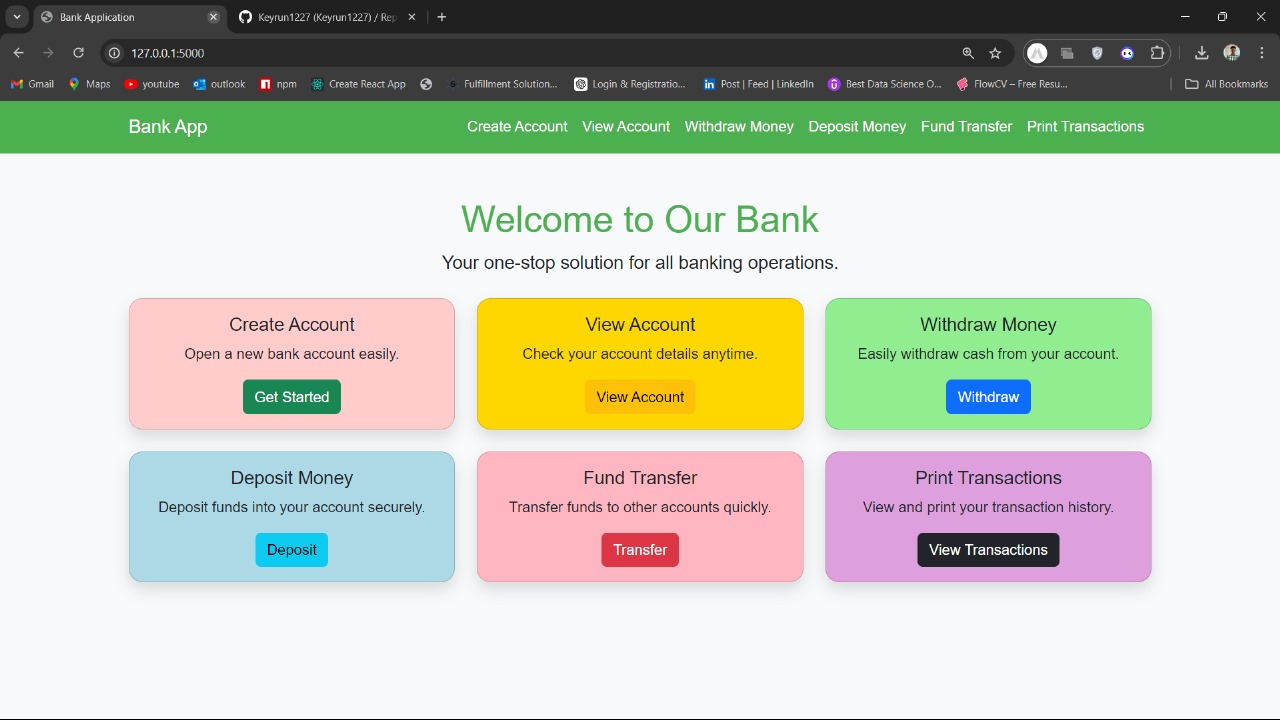 Bank Application
Keyrun1227 (Keyrun1227) / Rep
127.0.0.1:5000
Gmail Maps youtube outlook npm Create React App Fulfillment Solution... Login & Registratio... Post | Feed | LinkedIn Best Data Science O... FlowCV – Free Resu... All Bookmarks
Bank App Create Account View Account Withdraw Money Deposit Money Fund Transfer Print Transactions
Welcome to Our Bank
Your one-stop solution for all banking operations.
Create Account
Open a new bank account easily.
Get Started
View Account
Check your account details anytime.
View Account
Withdraw Money
Easily withdraw cash from your account.
Withdraw
Deposit Money
Deposit funds into your account securely.
Deposit
Fund Transfer
Transfer funds to other accounts quickly.
Transfer
Print Transactions
View and print your transaction history.
View Transactions